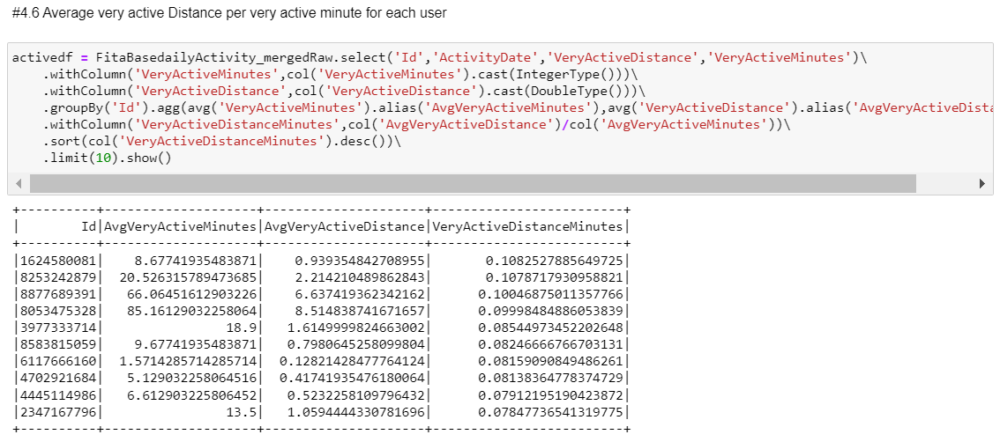 #4.6 Average very active Distance per very active minute for each user
activedf = FitaBasedailyActivity_mergedRaw.select('Id','ActivityDate','VeryActiveDistance','VeryActiveMinutes')\
    .withColumn('VeryActiveMinutes',col('VeryActiveMinutes').cast(IntegerType()))\
    .withColumn('VeryActiveDistance',col('VeryActiveDistance').cast(DoubleType()))\
    .groupBy('Id').agg(avg('VeryActiveMinutes').alias('AvgVeryActiveMinutes'),avg('VeryActiveDistance').alias('AvgVeryActiveDista
    .withColumn('VeryActiveDistanceMinutes',col('AvgVeryActiveDistance')/col('AvgVeryActiveMinutes'))\
    .sort(col('VeryActiveDistanceMinutes').desc())\
    .limit(10).show()
+----------+--------------------+---------------------+-------------------------+
|        Id|AvgVeryActiveMinutes|AvgVeryActiveDistance|VeryActiveDistanceMinutes|
+----------+--------------------+---------------------+-------------------------+
|1624580081|    8.67741935483871|    0.939354842708955|       0.1082527885649725|
|8253242879|  20.526315789473685|    2.214210489862843|       0.1078717930958821|
|8877689391|   66.06451612903226|    6.637419362342162|      0.10046875011357766|
|8053475328|   85.16129032258064|    8.514838741671657|      0.09998484886053839|
|3977333714|                18.9|   1.6149999824663002|      0.08544973452202648|
|8583815059|    9.67741935483871|   0.7980645258099804|      0.08246666766703131|
|6117666160|  1.5714285714285714|  0.12821428477764124|      0.08159090849486261|
|4702921684|   5.129032258064516|  0.41741935476180064|      0.08138364778374729|
|4445114986|   6.612903225806452|   0.5232258109796432|      0.07912195190423872|
|2347167796|                13.5|   1.0594444330781696|      0.07847736541319775|
+----------+--------------------+---------------------+-------------------------+